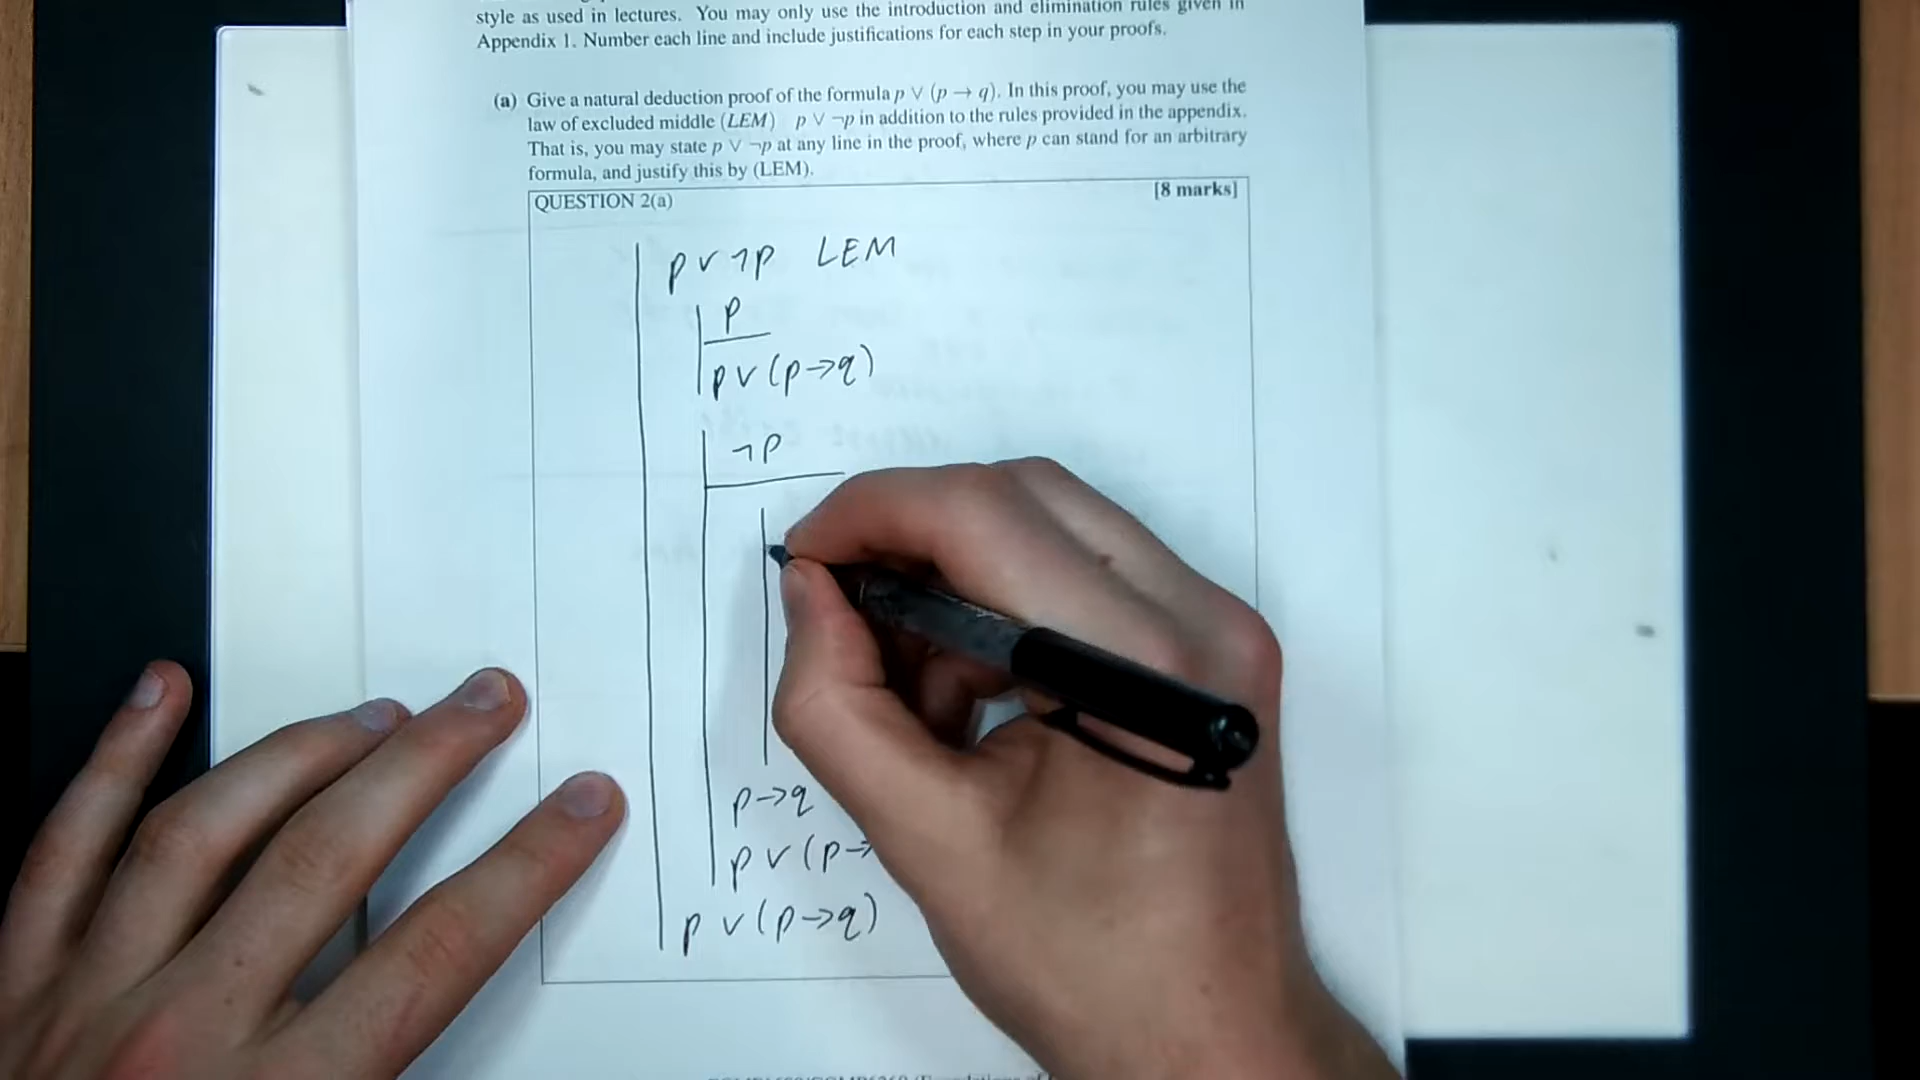 style as used in lectures. You may only use the introduction and elimination rules given in
Appendix 1. Number each line and include justifications for each step in your proofs.
(a) Give a natural deduction proof of the formula p ∨ (p → q). In this proof, you may use the
law of excluded middle (LEM) p ∨ ¬p in addition to the rules provided in the appendix.
That is, you may state p ∨ ¬p at any line in the proof, where p can stand for an arbitrary
formula, and justify this by (LEM).
[8 marks]
QUESTION 2(a)
p ∨ ¬p LEM
p
p ∨ (p → q)
¬p
p → q
p ∨ (p →
p ∨ (p → q)